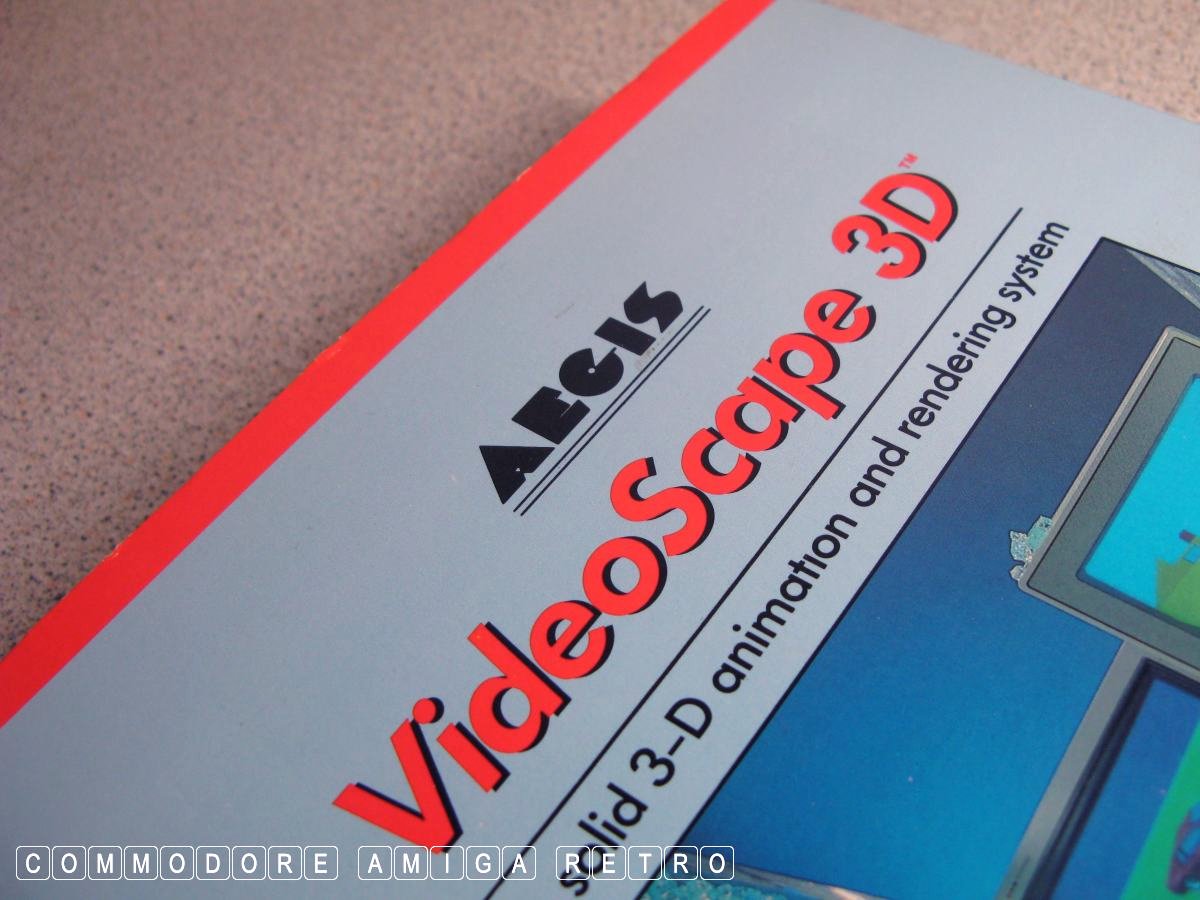 AEGIS
VideoScape 3D™
solid 3-D animation and rendering system
COMMODORE AMIGA RETRO